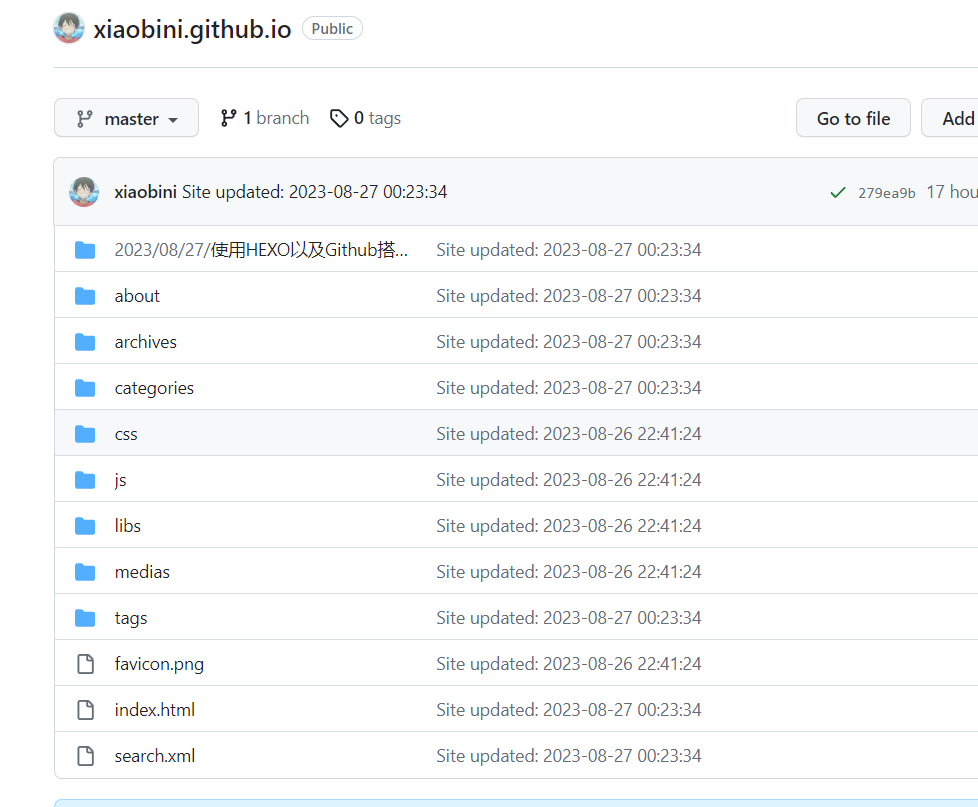 xiaobini.github.io Public
master 1 branch 0 tags Go to file Add
xiaobini Site updated: 2023-08-27 00:23:34 279ea9b 17 hou
2023/08/27/使用HEXO以及Github搭... Site updated: 2023-08-27 00:23:34
about Site updated: 2023-08-27 00:23:34
archives Site updated: 2023-08-27 00:23:34
categories Site updated: 2023-08-27 00:23:34
css Site updated: 2023-08-26 22:41:24
js Site updated: 2023-08-26 22:41:24
libs Site updated: 2023-08-26 22:41:24
medias Site updated: 2023-08-26 22:41:24
tags Site updated: 2023-08-27 00:23:34
favicon.png Site updated: 2023-08-26 22:41:24
index.html Site updated: 2023-08-27 00:23:34
search.xml Site updated: 2023-08-27 00:23:34